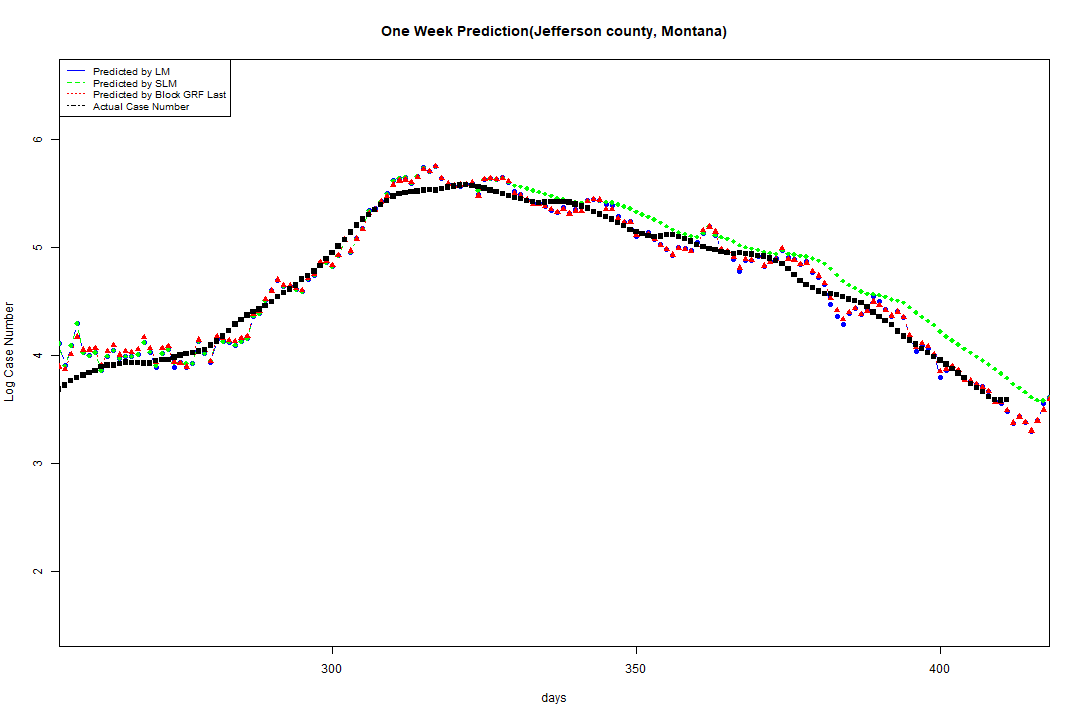 One Week Prediction(Jefferson county, Montana)
Predicted by LM
Predicted by SLM
Predicted by Block GRF Last
Actual Case Number
6
5
4
3
2
Log Case Number
300
350
400
days